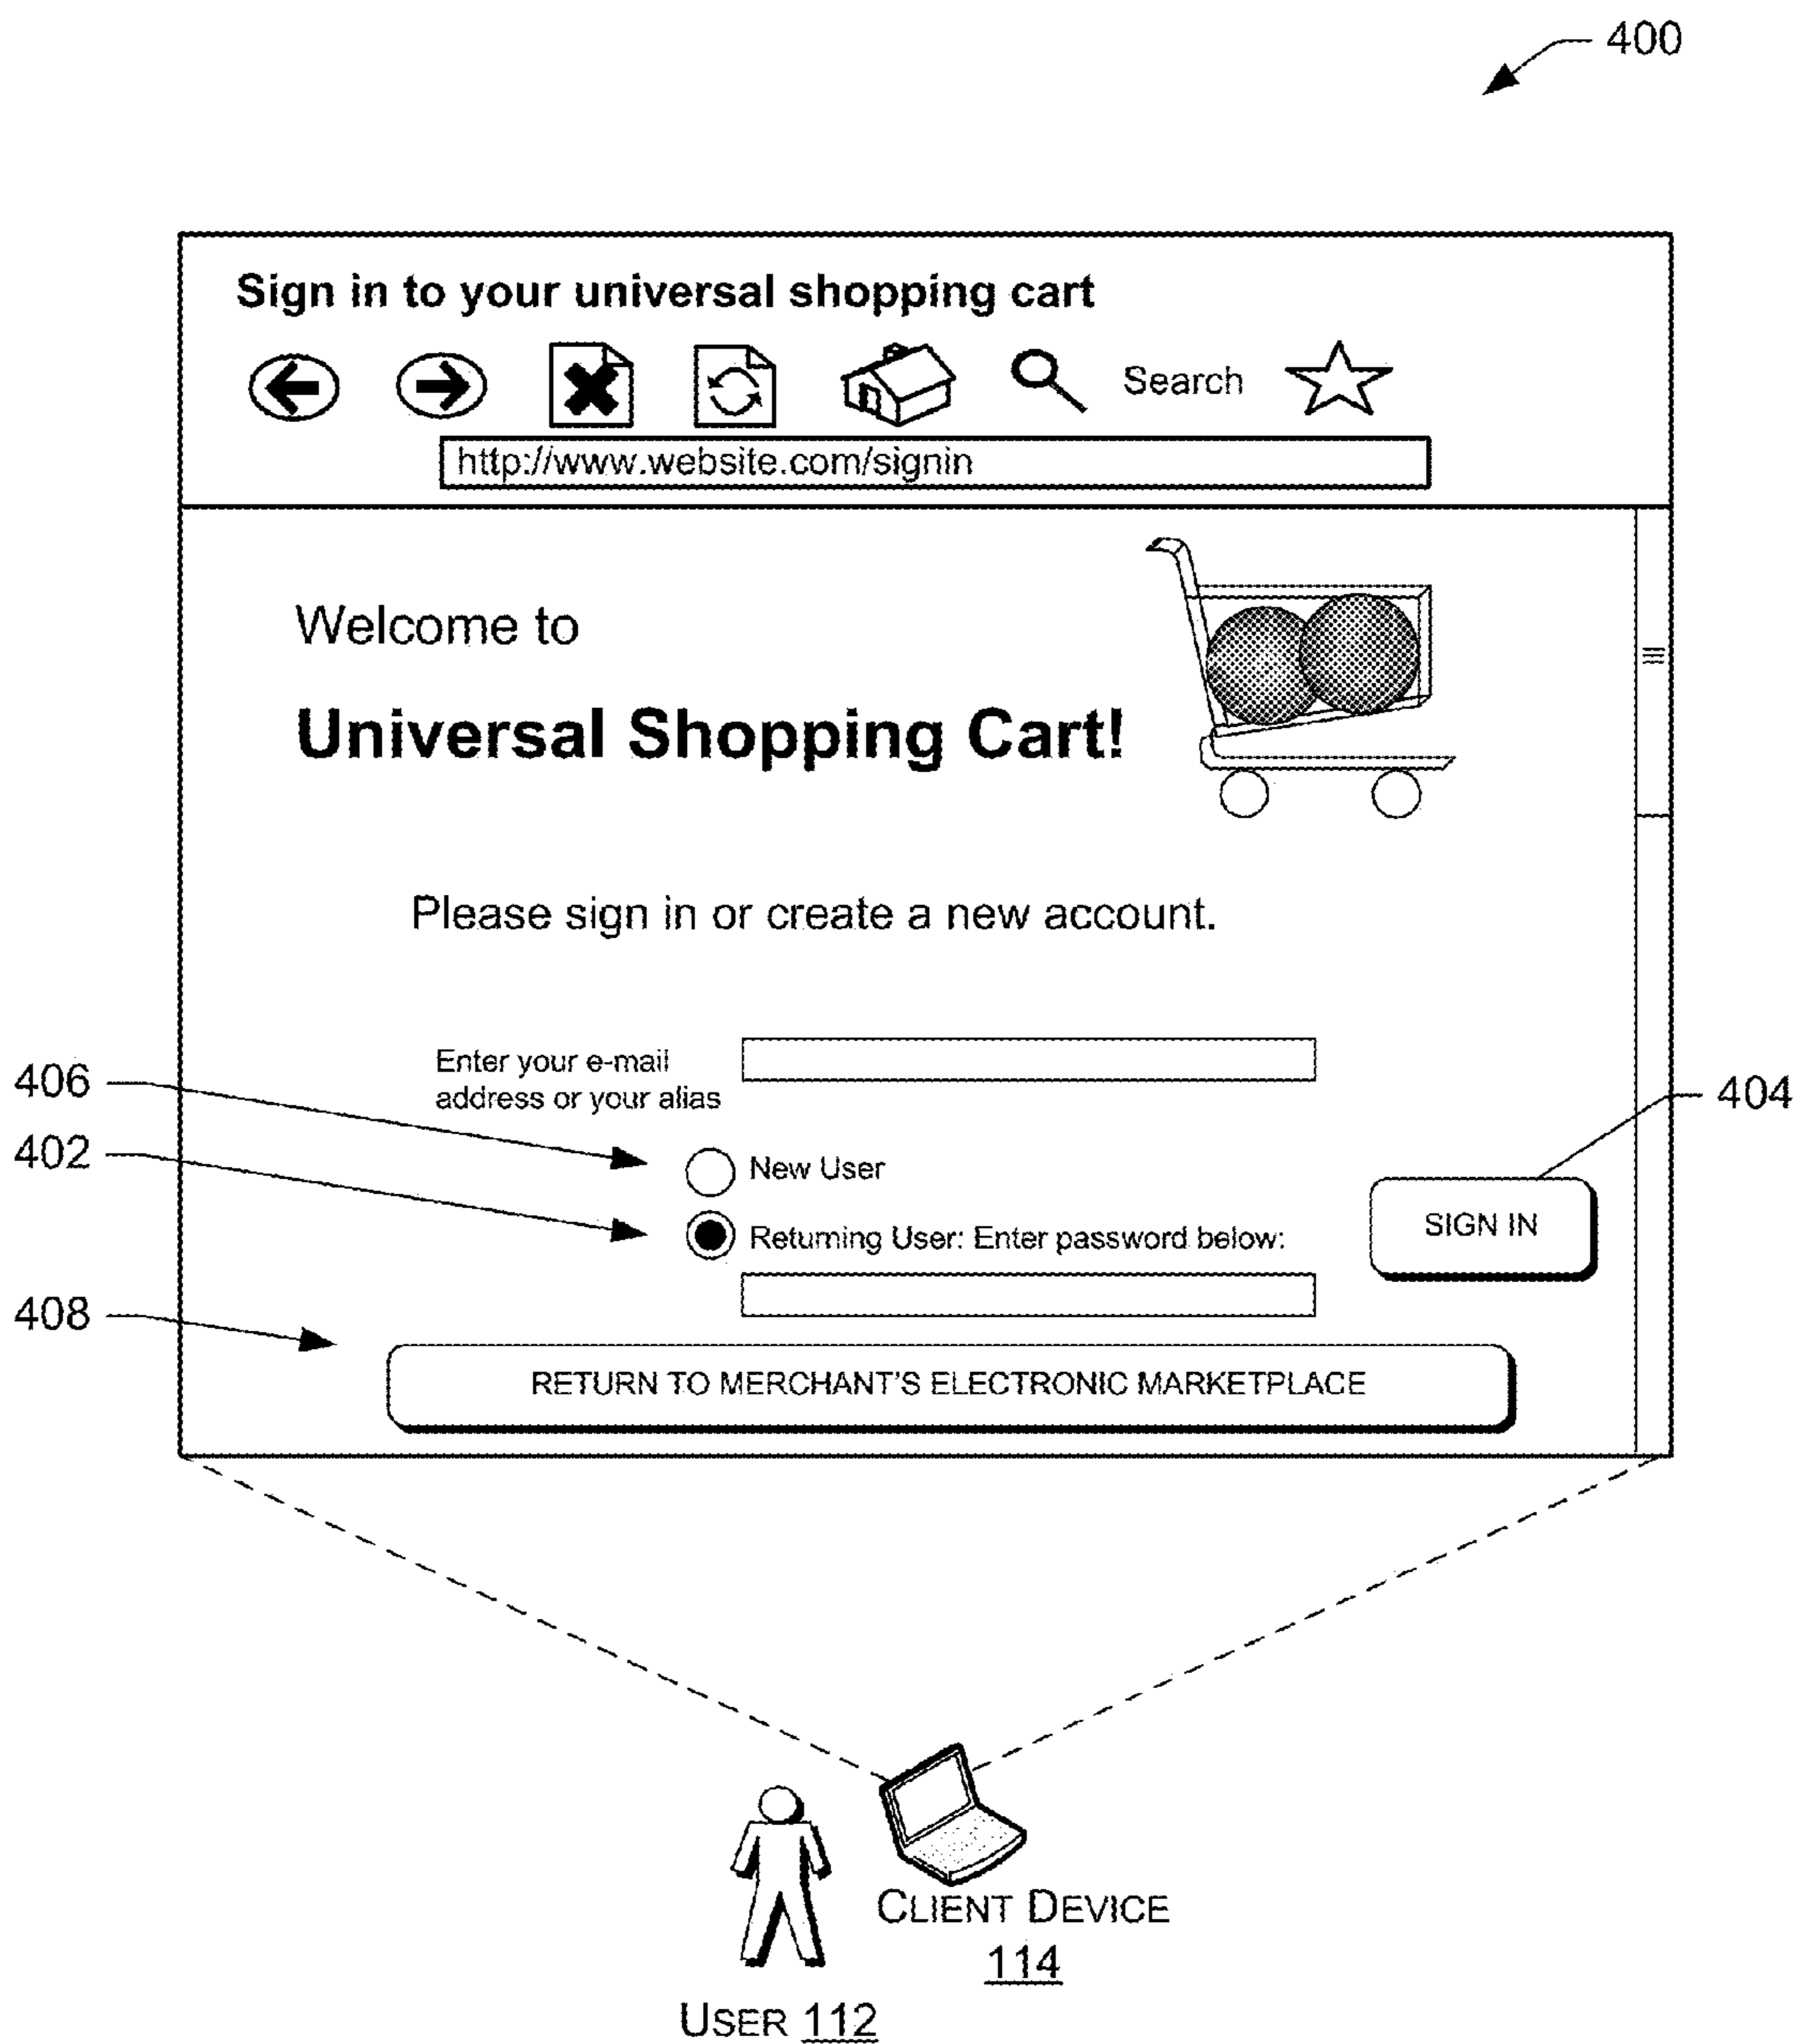 400
Sign in to your universal shopping cart
Search
http://www.website.com/signin
Welcome to
Universal Shopping Cart!
Please sign in or create a new account.
Enter your e-mail
address or your alias
406
404
402
New User
Returning User: Enter password below:
SIGN IN
408
RETURN TO MERCHANT'S ELECTRONIC MARKETPLACE
CLIENT DEVICE
114
USER 112